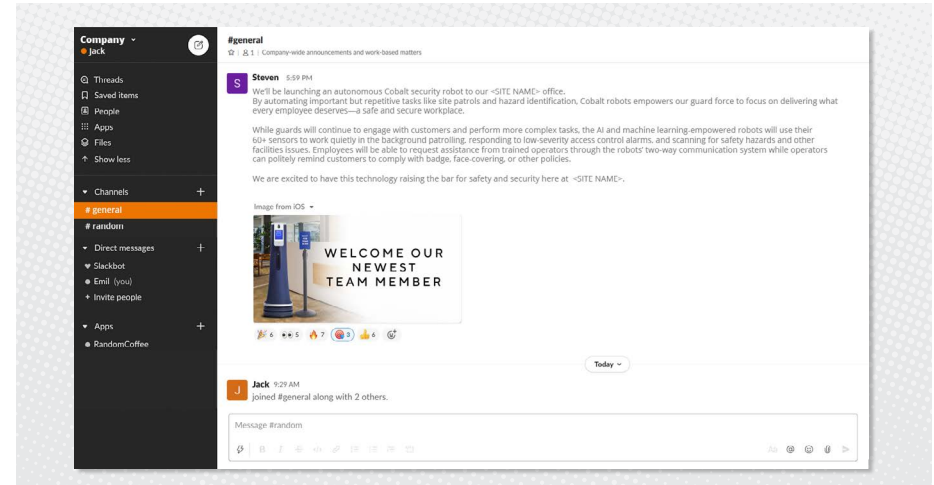 Company
Jack
Threads
Saved items
People
Apps
Files
Show less
Channels
# general
# random
Direct messages
Slackbot
Emil (you)
+ Invite people
Apps
RandomCoffee
#general
1 | Company-wide announcements and work-based matters
S
Steven 5:59 PM
We'll be launching an autonomous Cobalt security robot to our <SITE NAME> office.
By automating important but repetitive tasks like site patrols and hazard identification, Cobalt robots empowers our guard force to focus on delivering what
every employee deserves—a safe and secure workplace.
While guards will continue to engage with customers and perform more complex tasks, the AI and machine learning-empowered robots will use their
60+ sensors to work quietly in the background patrolling, responding to low-severity access control alarms, and scanning for safety hazards and other
facilities issues. Employees will be able to request assistance from trained operators through the robots' two-way communication system while operators
can politely remind customers to comply with badge, face-covering, or other policies.
We are excited to have this technology raising the bar for safety and security here at <SITE NAME>.
Image from iOS
WELCOME OUR
NEWEST
TEAM MEMBER
6 5 7 3 6
Today
J
Jack 9:29 AM
joined #general along with 2 others.
Message #random
B I
Aa @